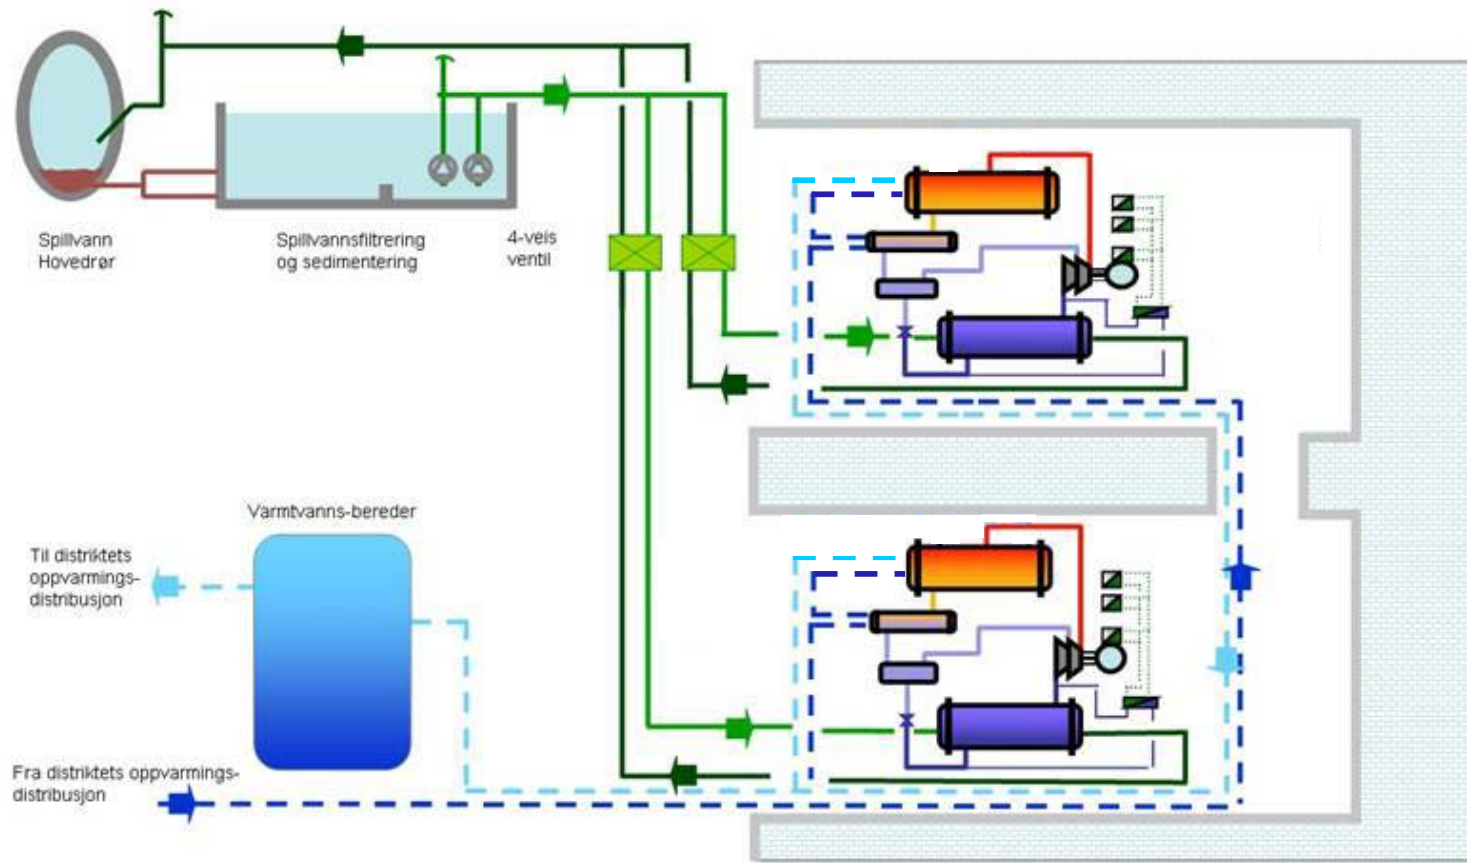 Spillvann
Hovedrør
Spillvannsfiltrering
og sedimentering
4-veis
ventil
Varmtvanns-bereder
Til distriktets
oppvarmings-
distribusjon
Fra distriktets oppvarmings-
distribusjon